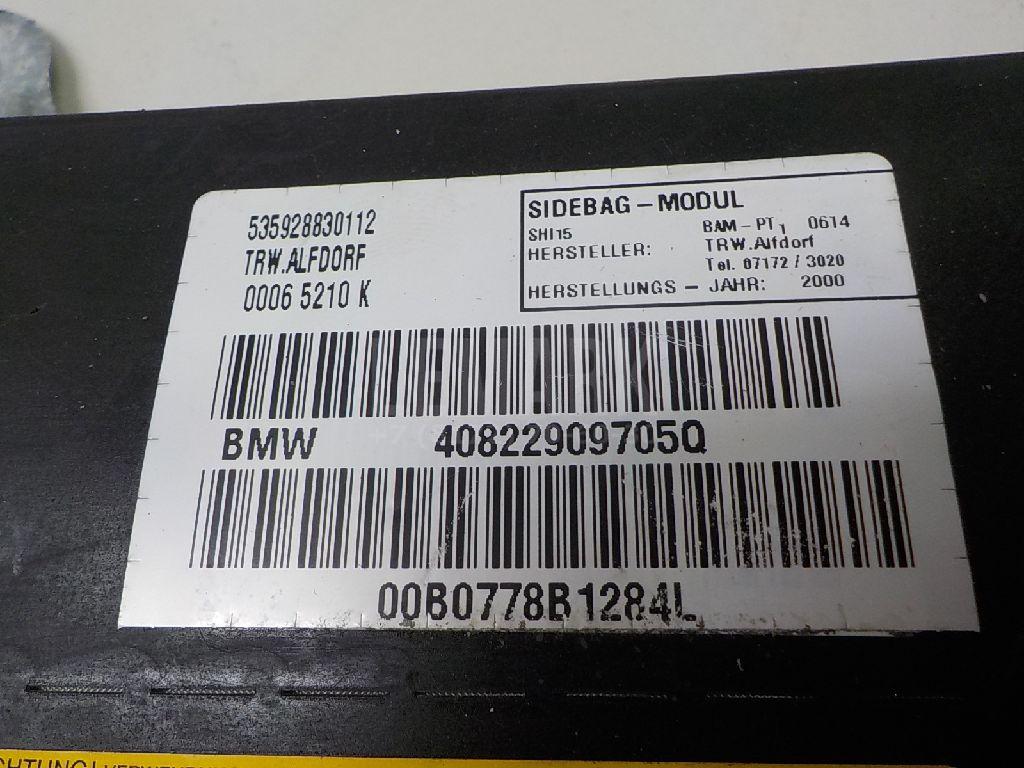 535928830112
TRW.ALFDORF
0006 5210 K
SIDEBAG – MODUL
SHI15 BAM – PT1 0614
HERSTELLER: TRW.Alfdorf
Tel. 07172 / 3020
HERSTELLUNGS – JAHR: 2000
BMW 40822909705Q
00B0778B1284L